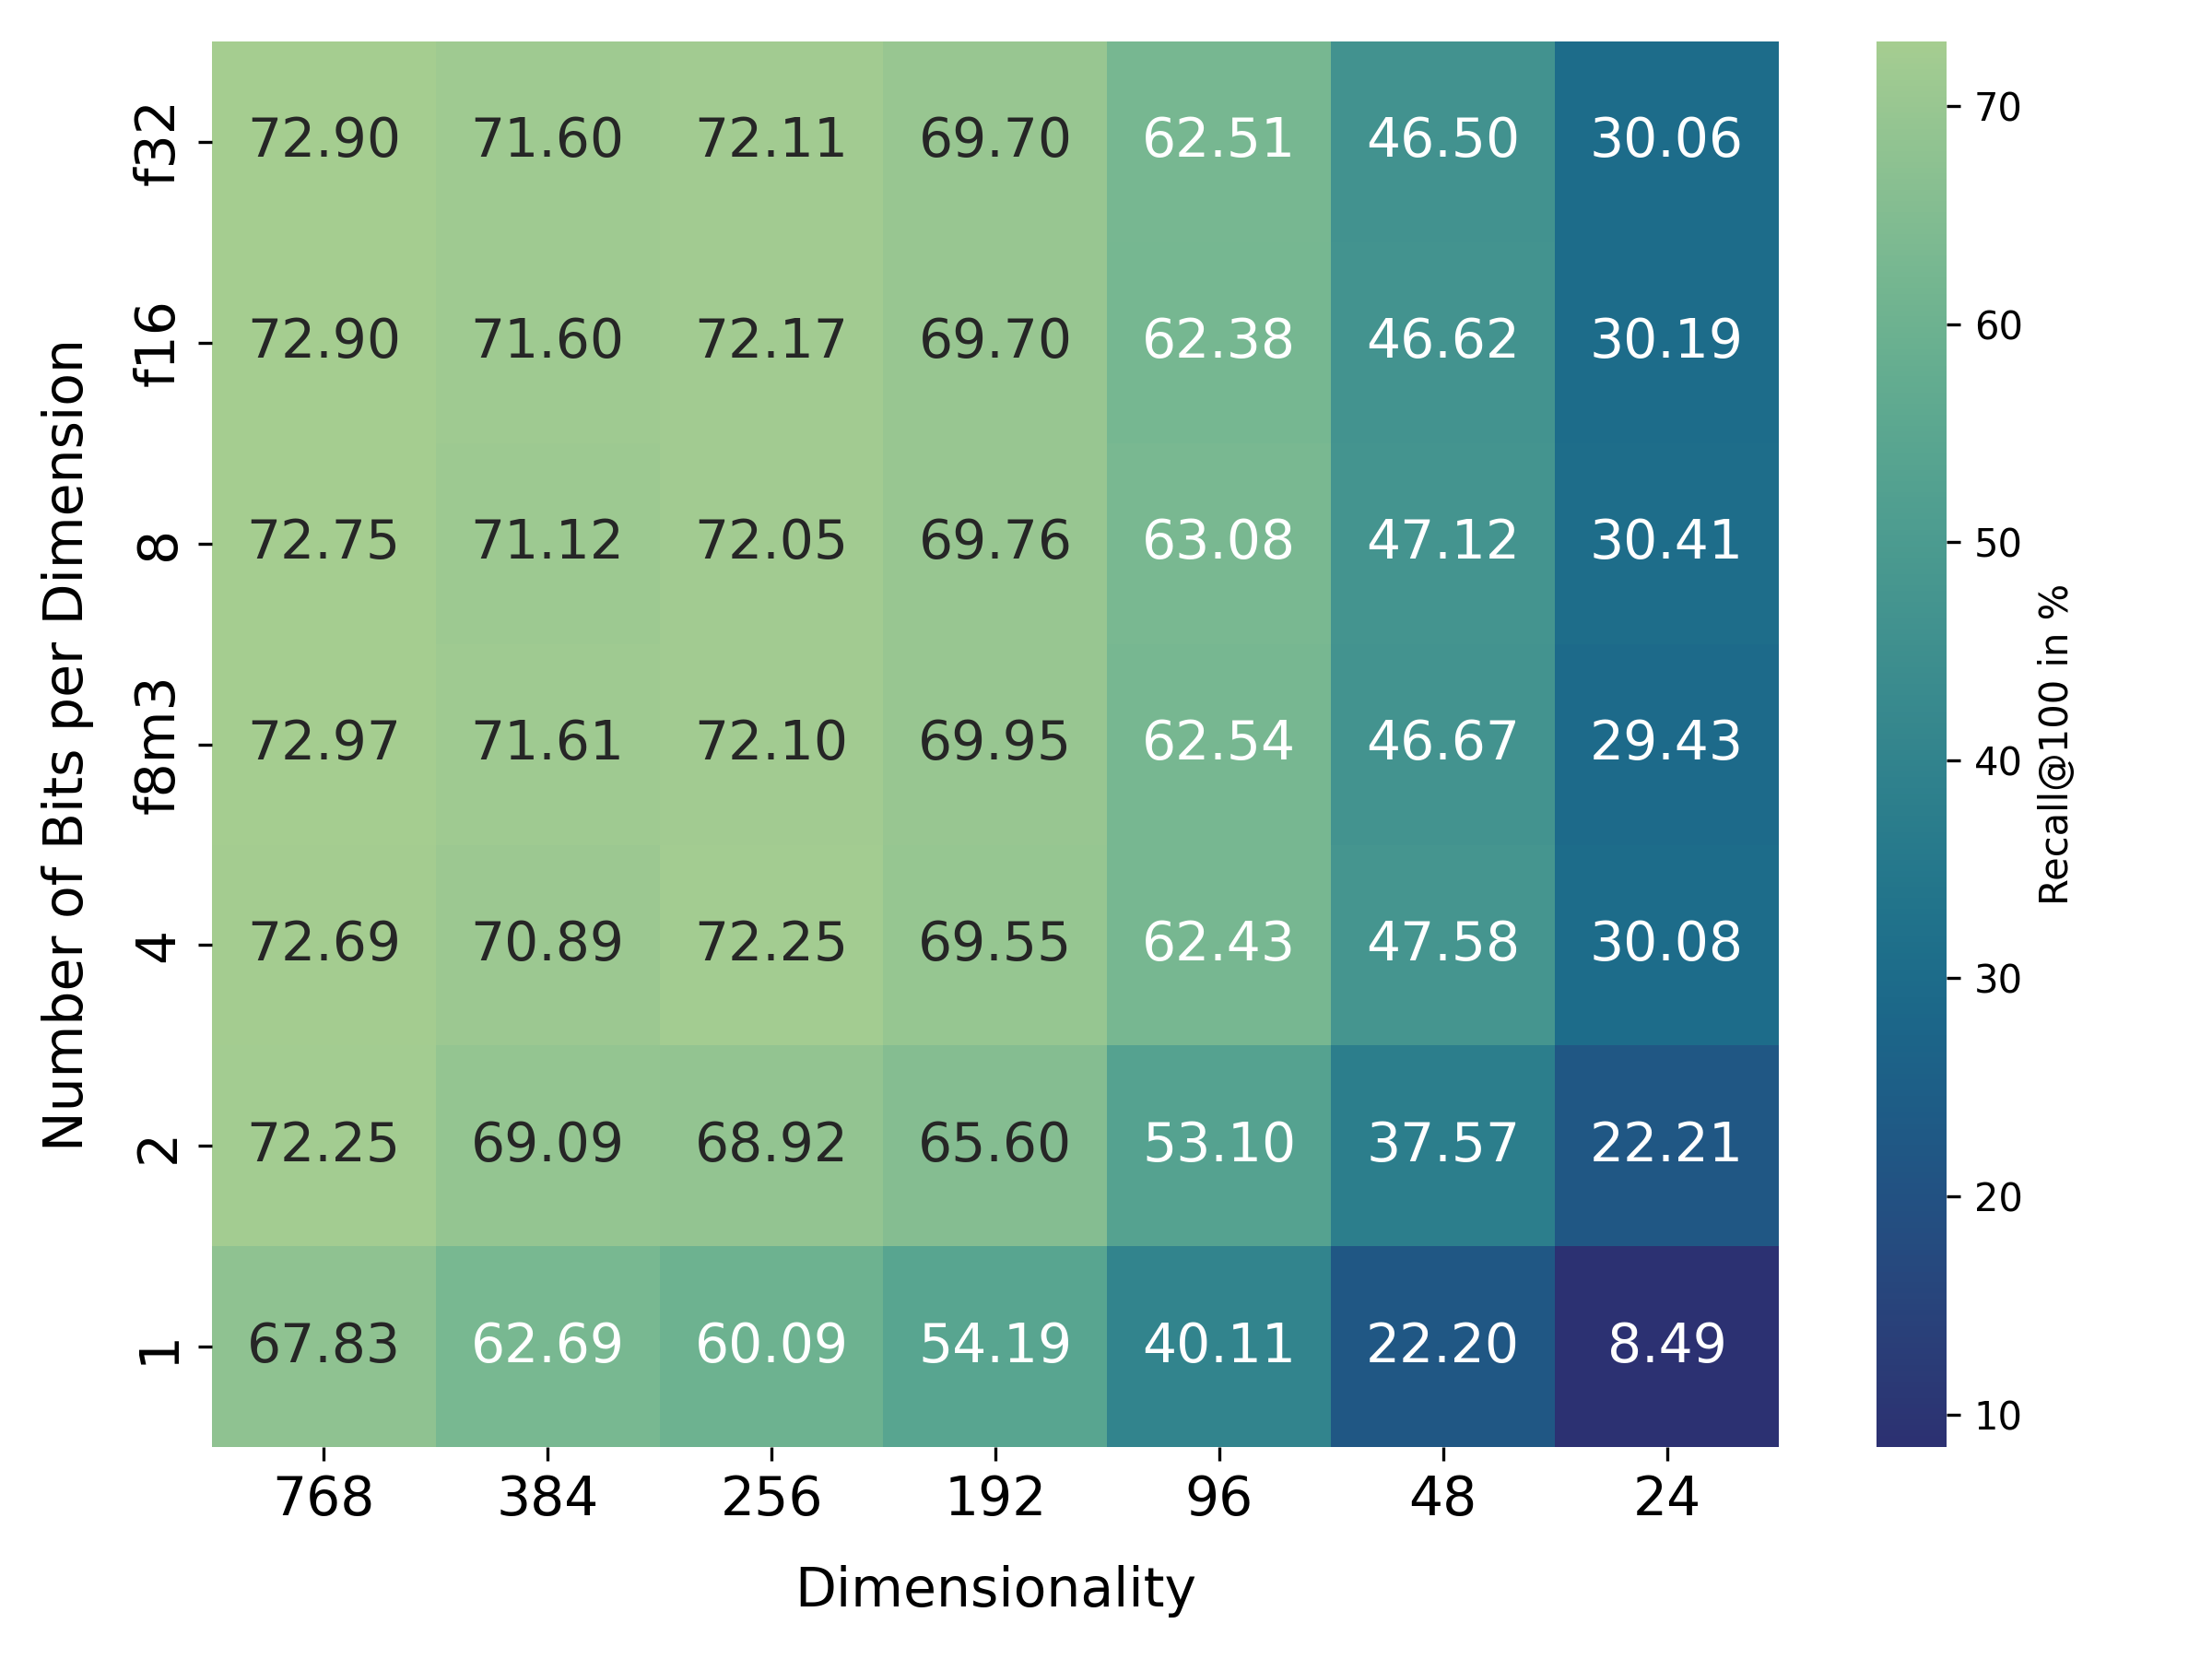 Number of Bits per Dimension
f32 72.90 71.60 72.11 69.70 62.51 46.50 30.06
f16 72.90 71.60 72.17 69.70 62.38 46.62 30.19
8 72.75 71.12 72.05 69.76 63.08 47.12 30.41
f8m3 72.97 71.61 72.10 69.95 62.54 46.67 29.43
4 72.69 70.89 72.25 69.55 62.43 47.58 30.08
2 72.25 69.09 68.92 65.60 53.10 37.57 22.21
1 67.83 62.69 60.09 54.19 40.11 22.20 8.49
768 384 256 192 96 48 24
Dimensionality
70
60
50
40
30
20
10
Recall@100 in %